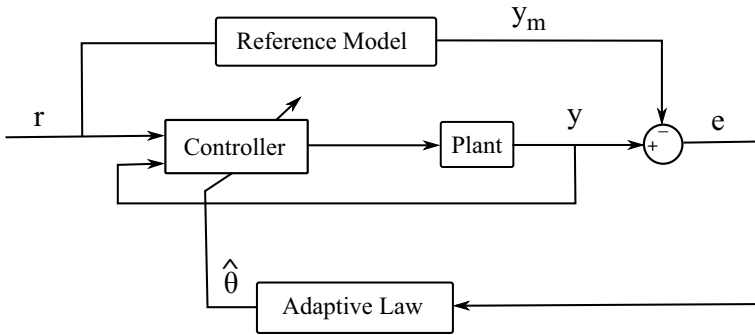 Reference Model
y_m
r
Controller
Plant
y
−
+
e
θ̂
Adaptive Law